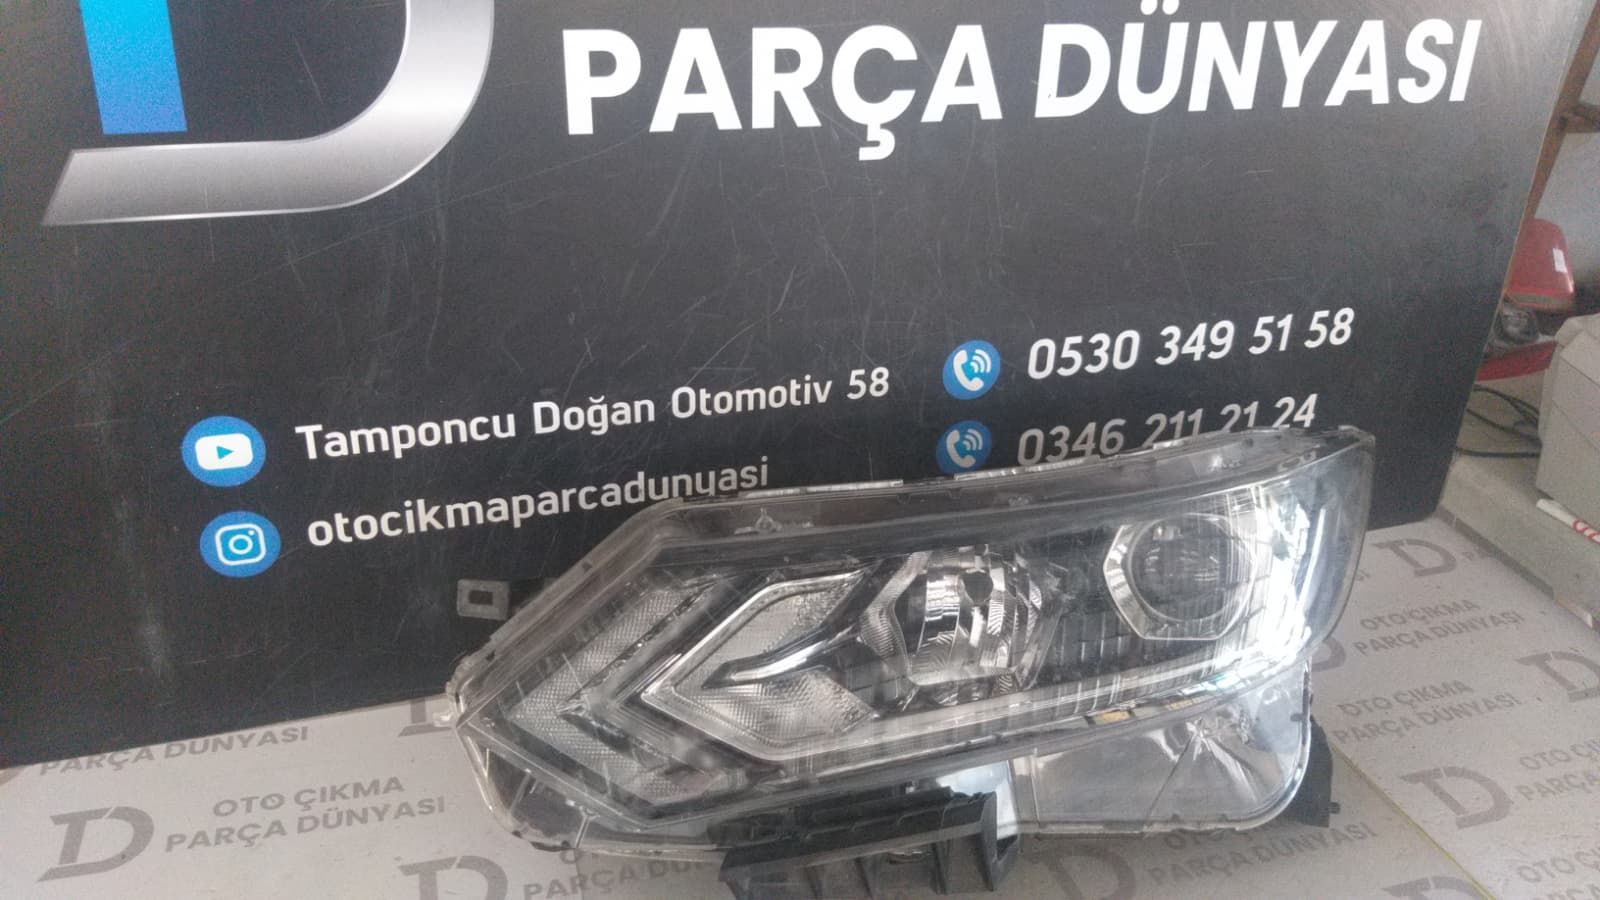 PARÇA DÜNYASI
0530 349 51 58
Tamponcu Doğan Otomotiv 58
0346 211 21 24
otocikmaparcadunyasi
PARÇA DÜNYASI
OTO ÇIKMA
PARÇA DÜNYASI
PARÇA DÜNYASI
OTO ÇIKMA
PARÇA DÜNYASI
OTO ÇIKMA
PARÇA DÜNYASI
OTO ÇIKMA